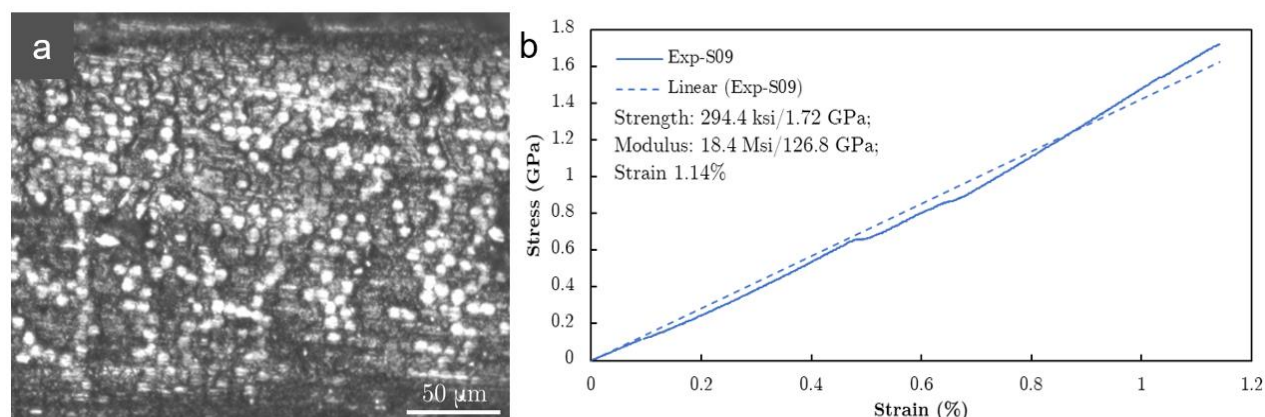 a
50 μm
b
Exp-S09
Linear (Exp-S09)
Strength: 294.4 ksi/1.72 GPa;
Modulus: 18.4 Msi/126.8 GPa;
Strain 1.14%
Stress (GPa)
1.8
1.6
1.4
1.2
1
0.8
0.6
0.4
0.2
0
0 0.2 0.4 0.6 0.8 1 1.2
Strain (%)